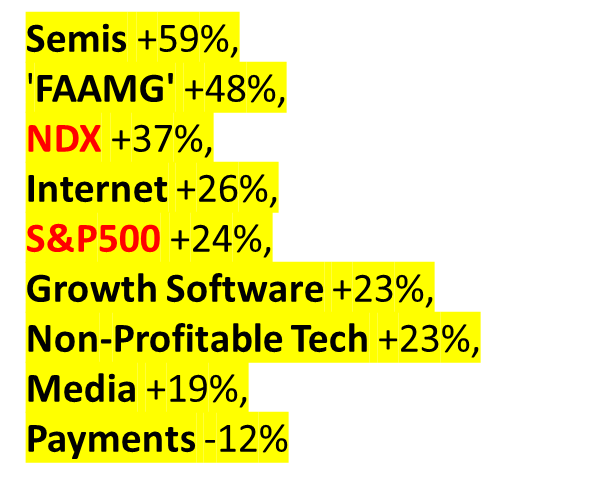 Semis +59%,
'FAAMG' +48%,
NDX +37%,
Internet +26%,
S&P500 +24%,
Growth Software +23%,
Non-Profitable Tech +23%,
Media +19%,
Payments -12%